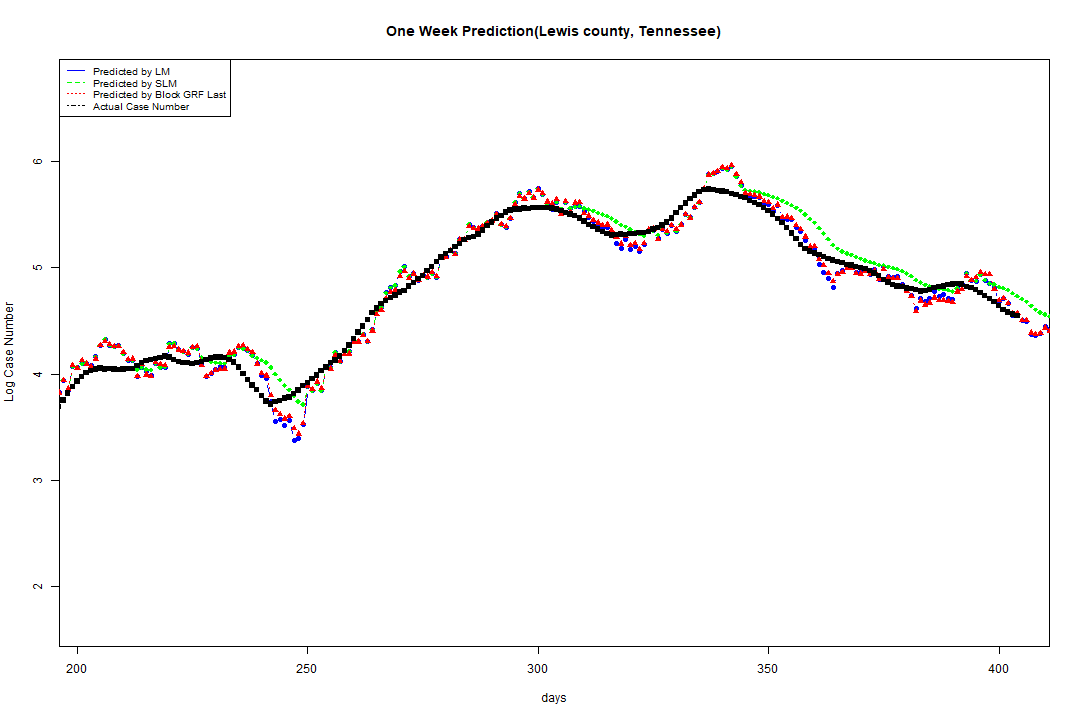 One Week Prediction(Lewis county, Tennessee)
Predicted by LM
Predicted by SLM
Predicted by Block GRF Last
Actual Case Number
Log Case Number
6
5
4
3
2
200 250 300 350 400
days